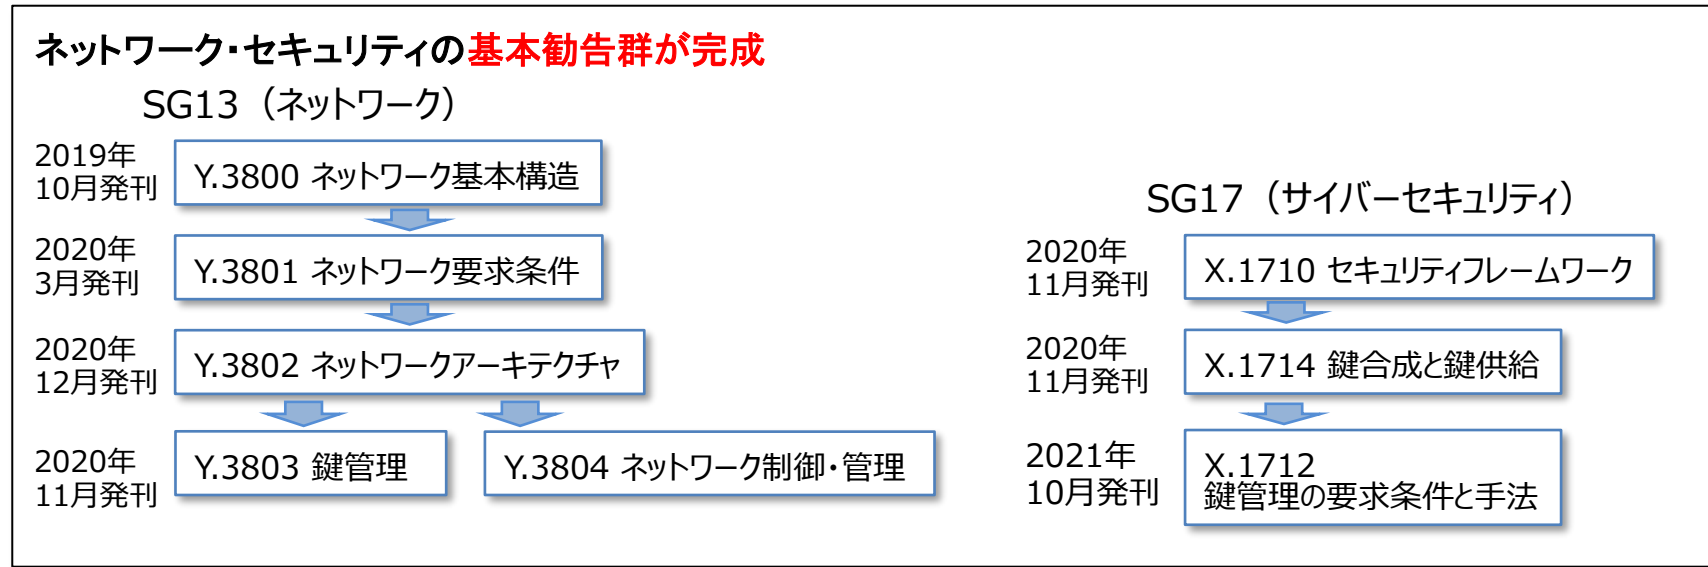 ネットワーク・セキュリティの基本勧告群が完成
SG13（ネットワーク）
2019年
10月発刊
Y.3800 ネットワーク基本構造
2020年
3月発刊
Y.3801 ネットワーク要求条件
2020年
12月発刊
Y.3802 ネットワークアーキテクチャ
2020年
11月発刊
Y.3803 鍵管理
Y.3804 ネットワーク制御・管理
SG17（サイバーセキュリティ）
2020年
11月発刊
X.1710 セキュリティフレームワーク
2020年
11月発刊
X.1714 鍵合成と鍵供給
2021年
10月発刊
X.1712
鍵管理の要求条件と手法